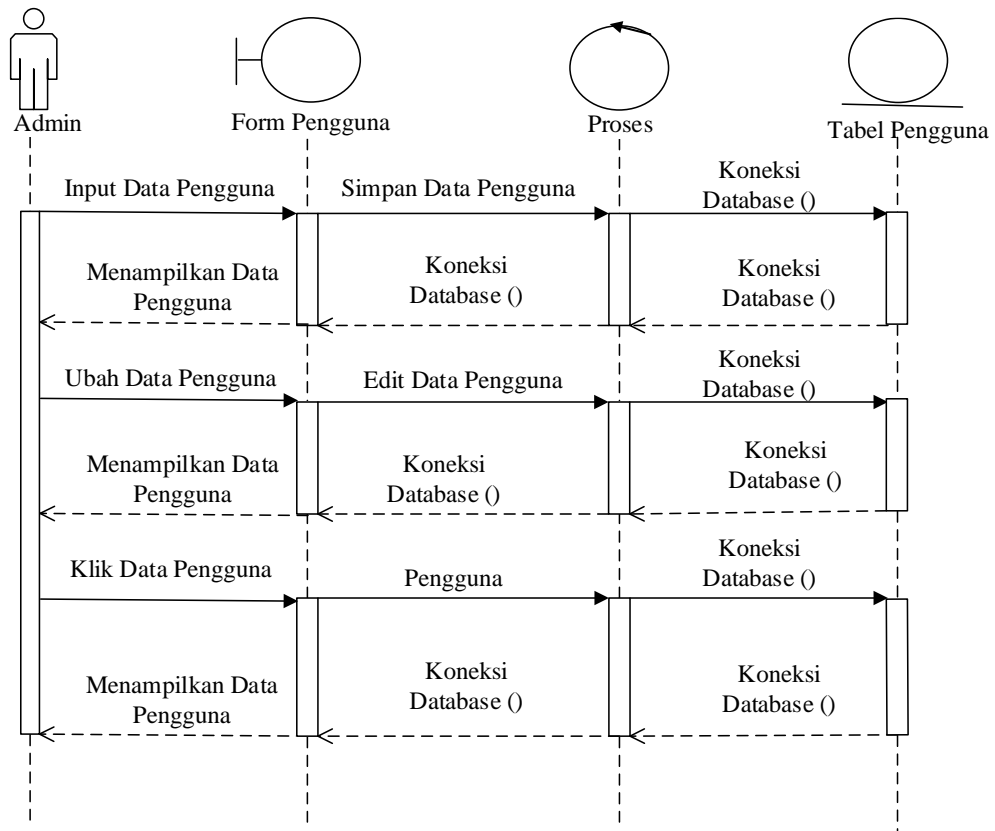 Admin
Form Pengguna
Proses
Tabel Pengguna
Input Data Pengguna
Simpan Data Pengguna
Koneksi
Database ()
Menampilkan Data
Pengguna
Koneksi
Database ()
Koneksi
Database ()
Ubah Data Pengguna
Edit Data Pengguna
Koneksi
Database ()
Menampilkan Data
Pengguna
Koneksi
Database ()
Koneksi
Database ()
Klik Data Pengguna
Pengguna
Koneksi
Database ()
Menampilkan Data
Pengguna
Koneksi
Database ()
Koneksi
Database ()